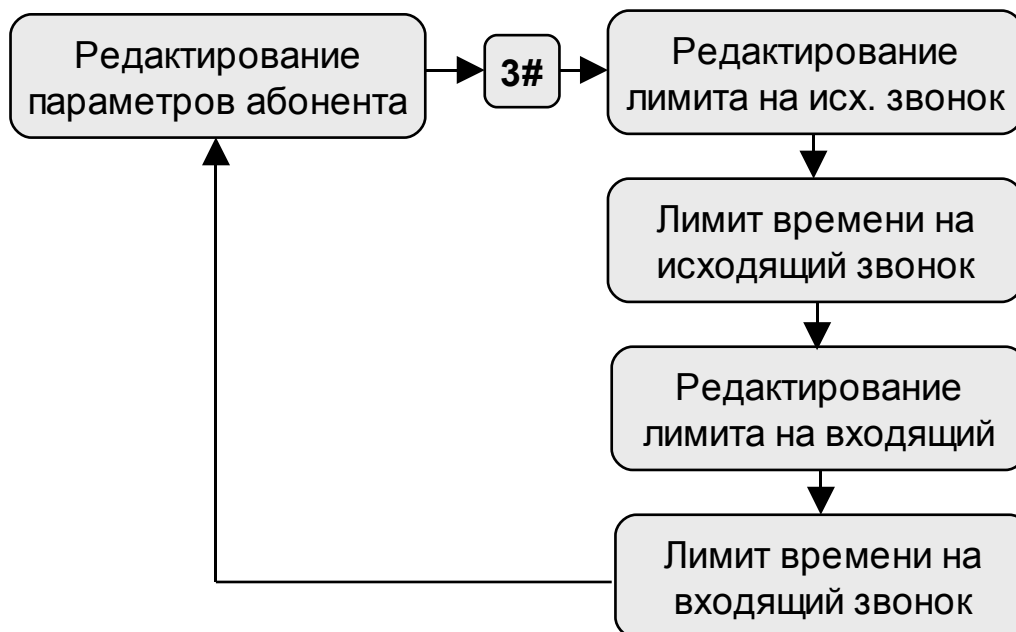 Редактирование
параметров абонента
3#
Редактирование
лимита на исх. звонок
Лимит времени на
исходящий звонок
Редактирование
лимита на входящий
Лимит времени на
входящий звонок